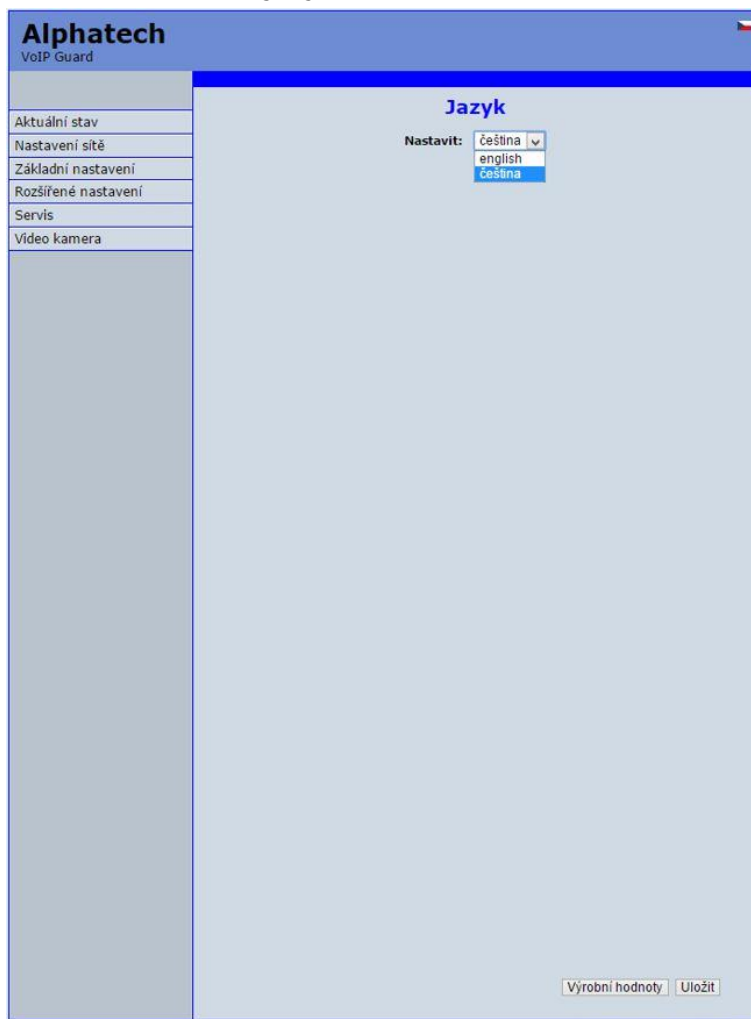 Alphatech
VoIP Guard
Aktuální stav
Nastavení sítě
Základní nastavení
Rozšířené nastavení
Servis
Video kamera
Jazyk
Nastavit: čeština
english
čeština
Výrobní hodnoty Uložit